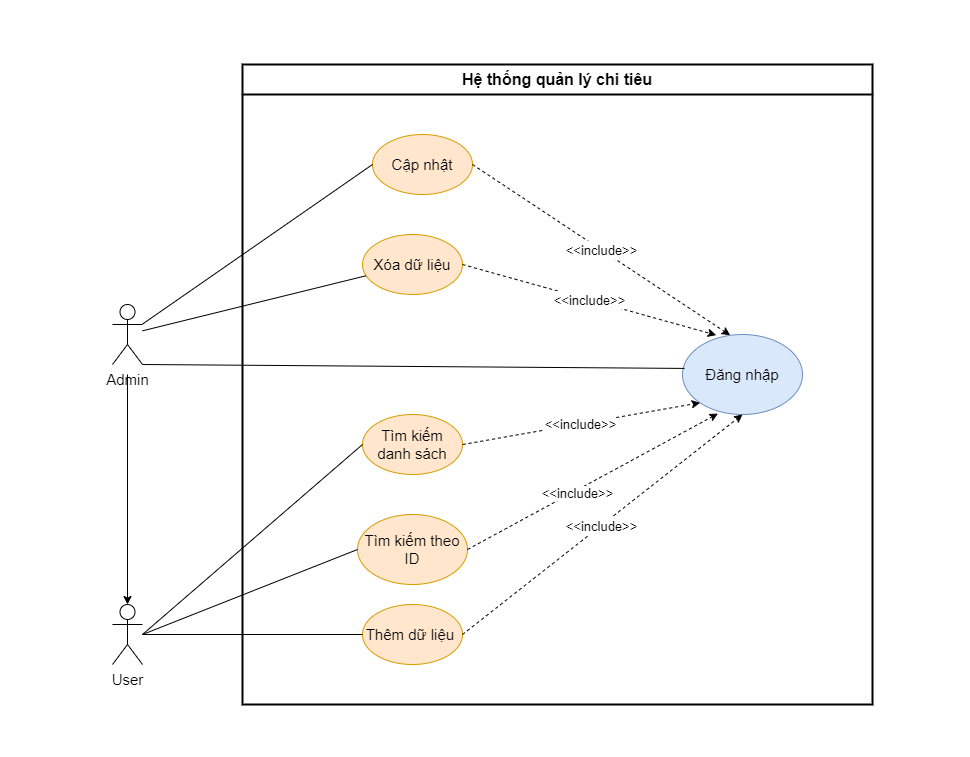 Hệ thống quản lý chi tiêu
Cập nhật
<<include>>
Xóa dữ liệu
<<include>>
Admin
Đăng nhập
Tìm kiếm
danh sách
<<include>>
Tìm kiếm theo
ID
<<include>>
<<include>>
Thêm dữ liệu
User